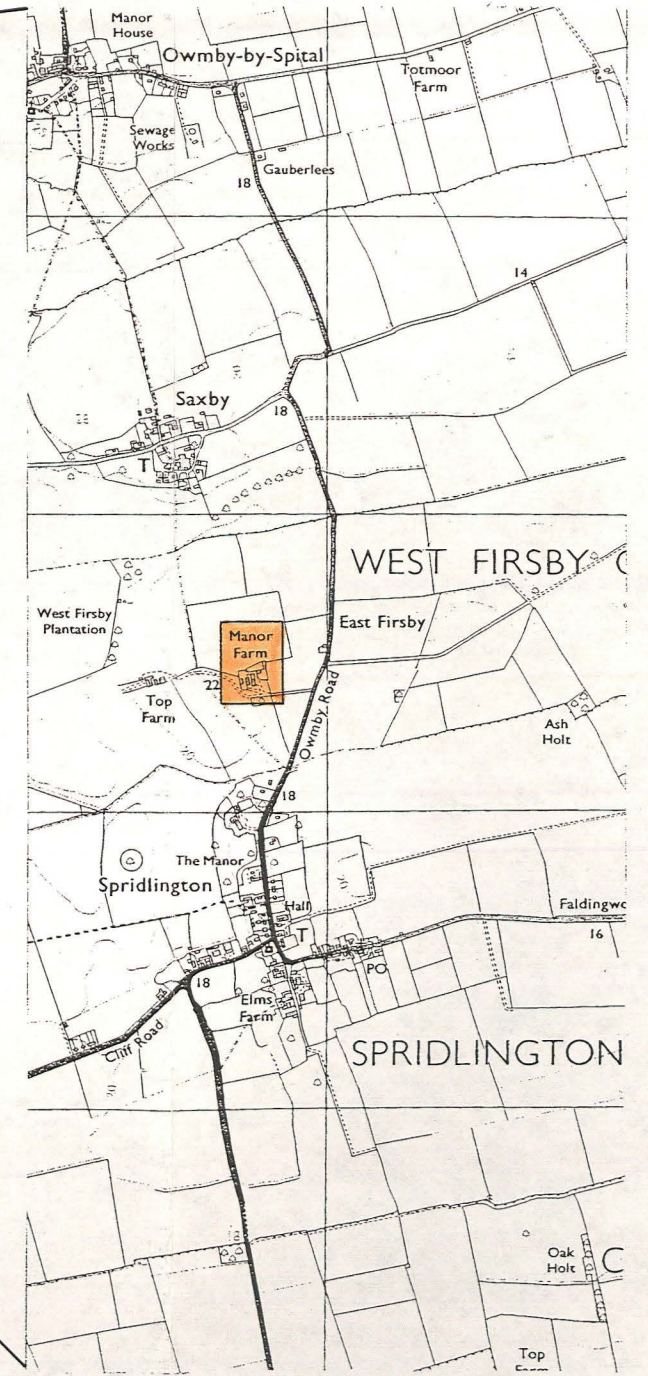 Manor
House
Owmby-by-Spital
Totmoor
Farm
Sewage
Works
Gauberlees
18
14
Saxby
18
T
WEST FIRSBY
West Firsby
Plantation
Manor
Farm
East Firsby
22
Top
Farm
Owmby Road
Ash
Holt
18
The Manor
Spridlington
Hall
T
Faldingwo
16
PO
18
Elms
Farm
Cliff Road
SPRIDLINGTON
Oak
Holt
C
Top
Farm